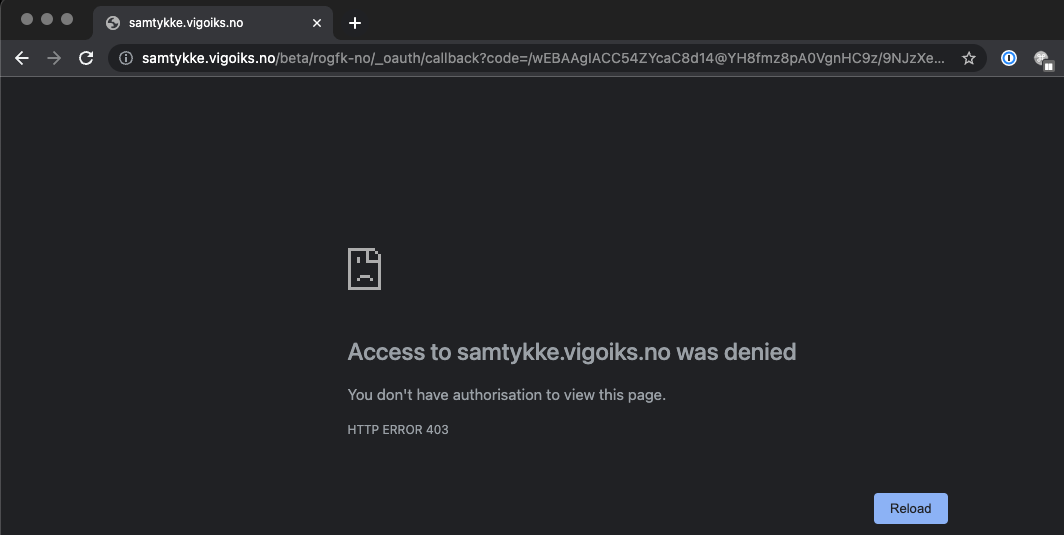 samtykke.vigoiks.no
samtykke.vigoiks.no/beta/rogfk-no/_oauth/callback?code=/wEBAAgIACC54ZYcaC8d14@YH8fmz8pA0VgnHC9z/9NJzXe...
Access to samtykke.vigoiks.no was denied
You don't have authorisation to view this page.
HTTP ERROR 403
Reload